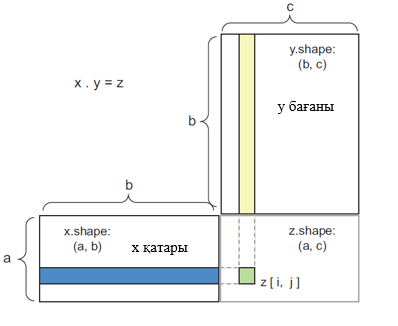 c
x . y = z
y.shape:
(b, c)
у бағаны
b
b
x.shape:
(a, b)
х қатары
a
z.shape:
(a, c)
z [ i, j ]